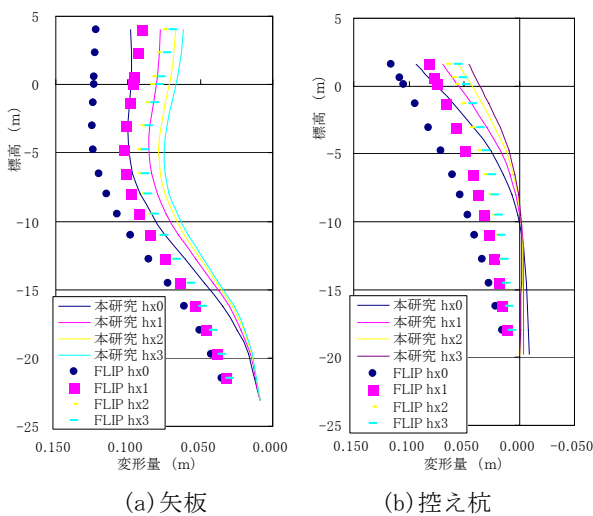 5
0
-5
-10
-15
-20
-25
標高 (m)
本研究 hx0
本研究 hx1
本研究 hx2
本研究 hx3
FLIP hx0
FLIP hx1
FLIP hx2
FLIP hx3
0.150 0.100 0.050 0.000
変形量 (m)
(a)矢板
5
0
-5
-10
-15
-20
-25
標高 (m)
本研究 hx0
本研究 hx1
本研究 hx2
本研究 hx3
FLIP hx0
FLIP hx1
FLIP hx2
FLIP hx3
0.150 0.100 0.050 0.000 -0.050
変形量 (m)
(b)控え杭